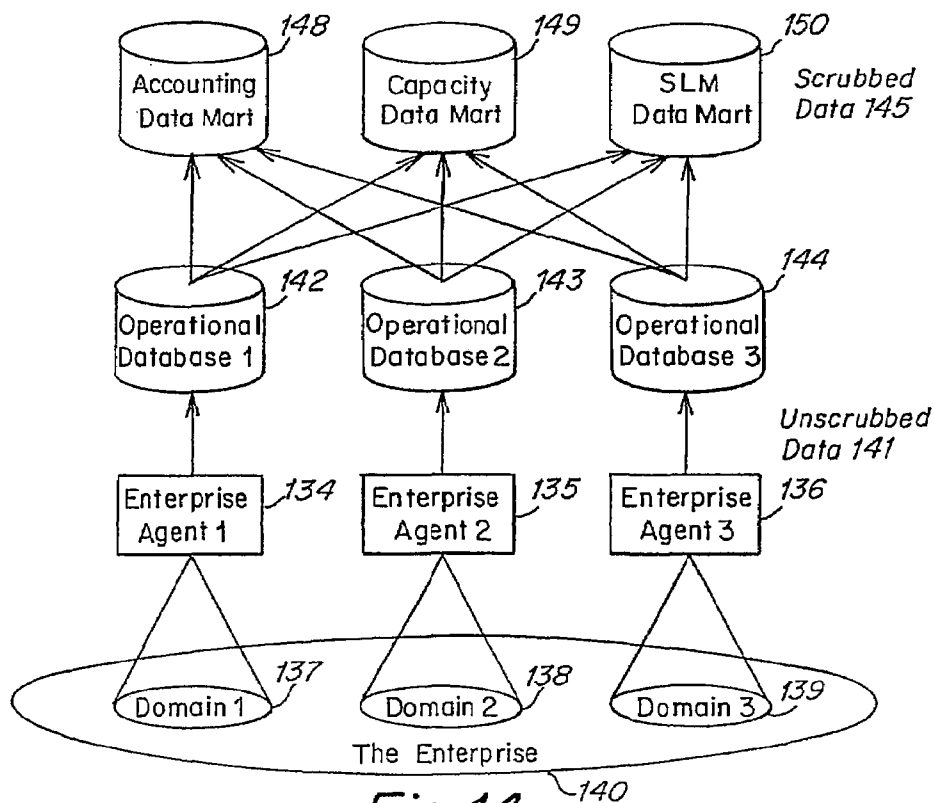 148
149
150
Accounting
Data Mart
Capacity
Data Mart
SLM
Data Mart
Scrubbed
Data 145
142
143
144
Operational
Database 1
Operational
Database 2
Operational
Database 3
Unscrubbed
Data 141
134
135
136
Enterprise
Agent 1
Enterprise
Agent 2
Enterprise
Agent 3
137
138
139
Domain 1
Domain 2
Domain 3
The Enterprise
140